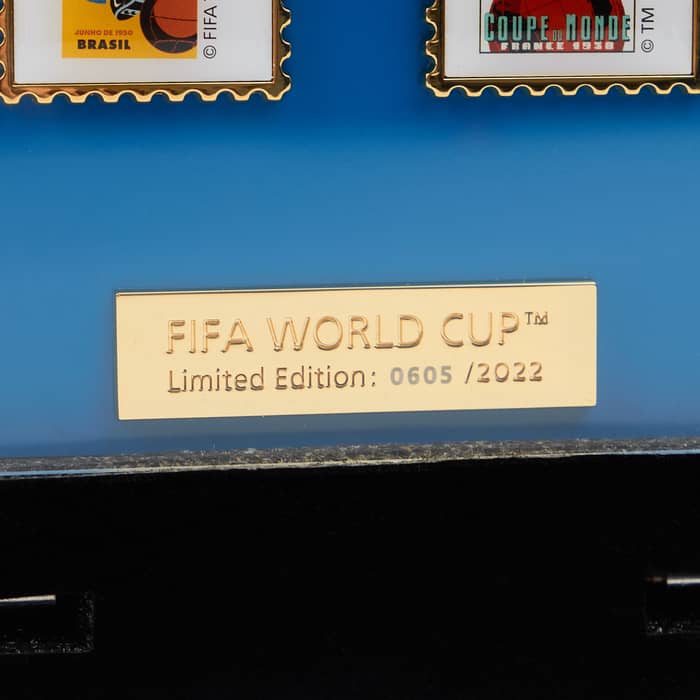 JUNHO DE 1950
BRASIL
© FIFA
COUPE DU MONDE
FRANCE 1938
© TM
FIFA WORLD CUP™
Limited Edition: 0605 /2022